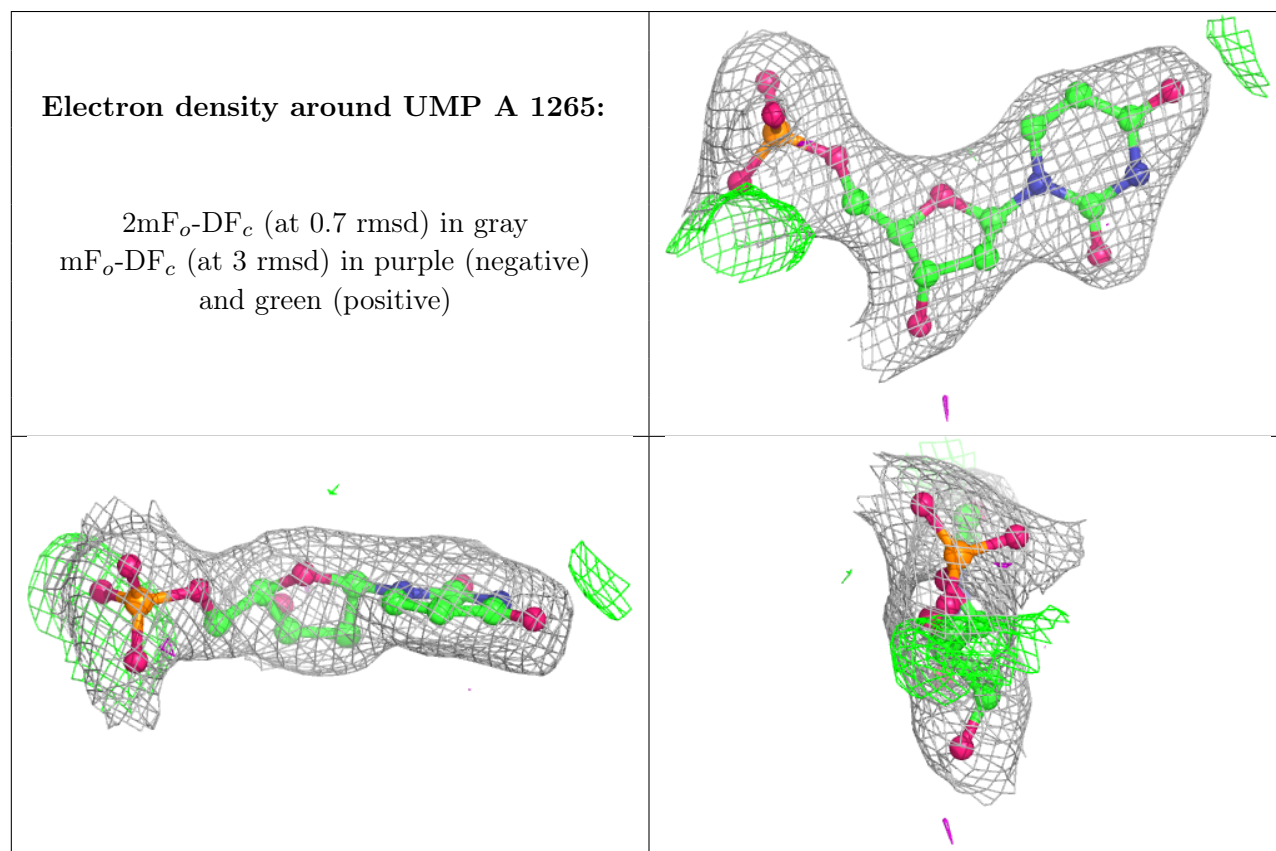 Electron density around UMP A 1265:
2mFo-DFc (at 0.7 rmsd) in gray
mFo-DFc (at 3 rmsd) in purple (negative)
and green (positive)